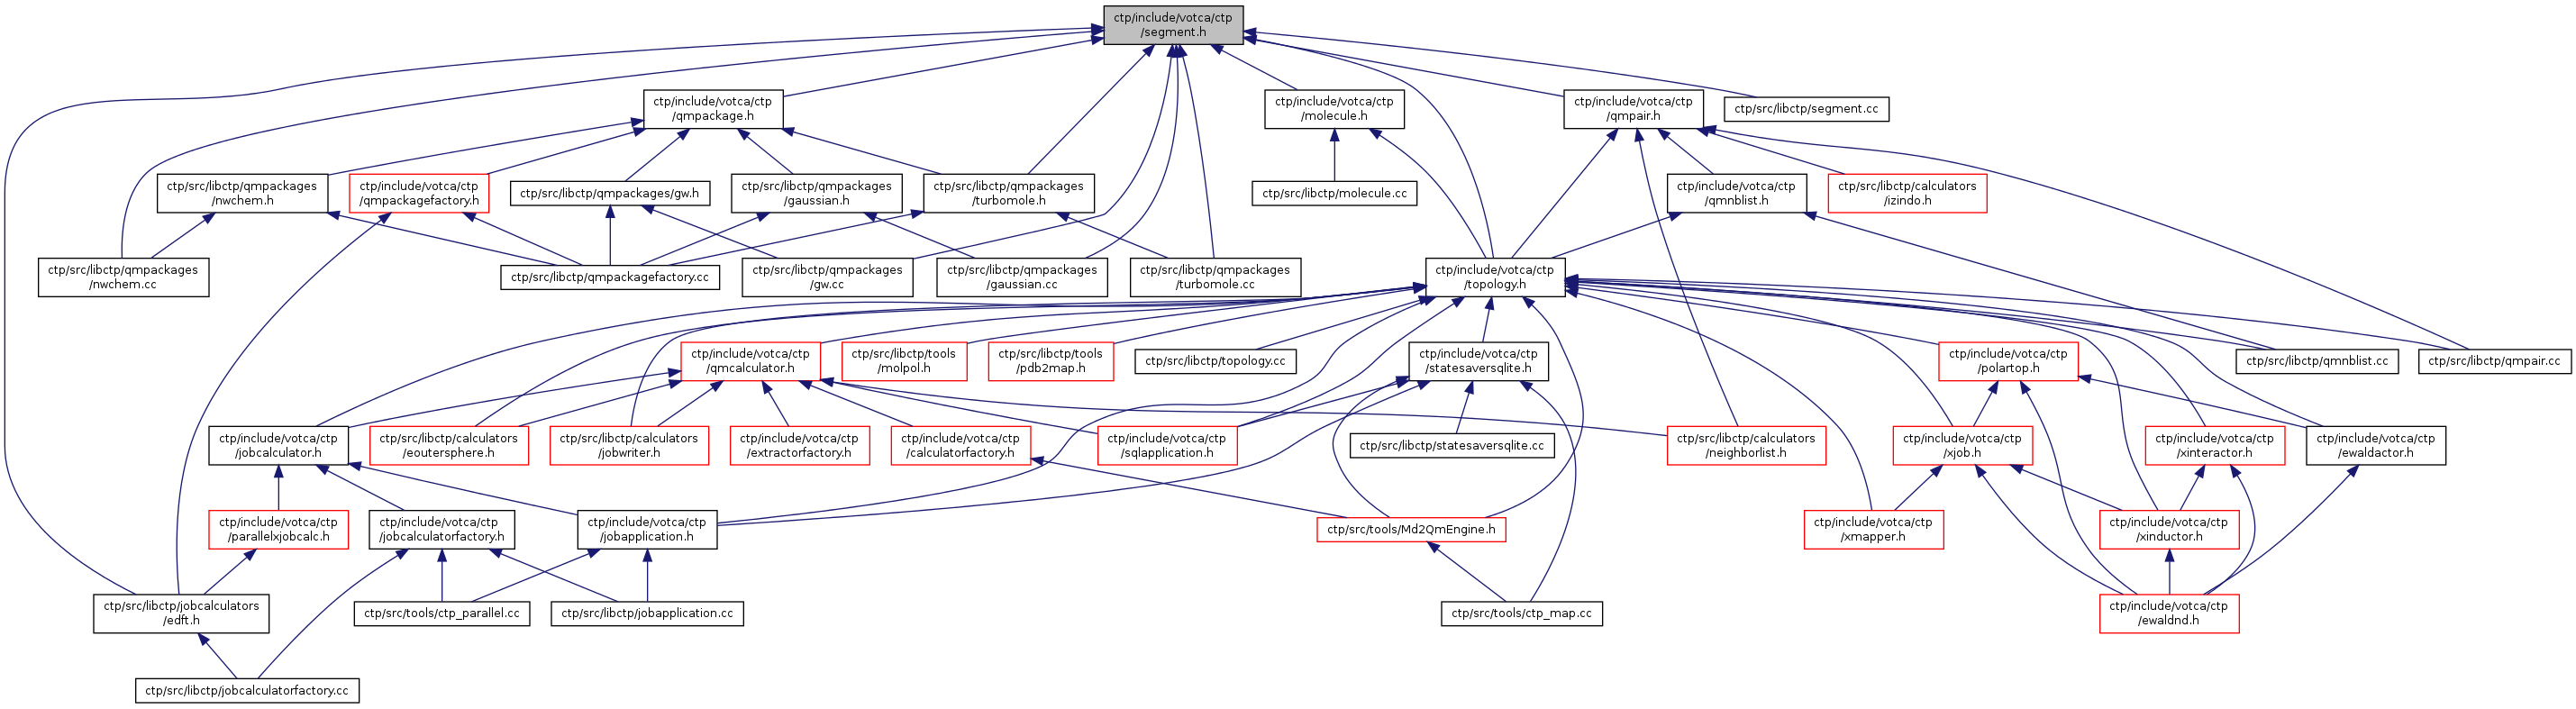 ctp/include/votca/ctp
/segment.h
ctp/include/votca/ctp
/qmpackage.h
ctp/include/votca/ctp
/molecule.h
ctp/include/votca/ctp
/qmpair.h
ctp/src/libctp/segment.cc
ctp/src/libctp/qmpackages
/nwchem.h
ctp/include/votca/ctp
/qmpackagefactory.h
ctp/src/libctp/qmpackages/gw.h
ctp/src/libctp/qmpackages
/gaussian.h
ctp/src/libctp/qmpackages
/turbomole.h
ctp/src/libctp/molecule.cc
ctp/include/votca/ctp
/qmnblist.h
ctp/src/libctp/calculators
/izindo.h
ctp/src/libctp/qmpackages
/nwchem.cc
ctp/src/libctp/qmpackagefactory.cc
ctp/src/libctp/qmpackages
/gw.cc
ctp/src/libctp/qmpackages
/gaussian.cc
ctp/src/libctp/qmpackages
/turbomole.cc
ctp/include/votca/ctp
/topology.h
ctp/include/votca/ctp
/qmcalculator.h
ctp/src/libctp/tools
/molpol.h
ctp/src/libctp/tools
/pdb2map.h
ctp/src/libctp/topology.cc
ctp/include/votca/ctp
/statesaversqlite.h
ctp/include/votca/ctp
/polartop.h
ctp/src/libctp/qmnblist.cc
ctp/src/libctp/qmpair.cc
ctp/include/votca/ctp
/jobcalculator.h
ctp/src/libctp/calculators
/eoutersphere.h
ctp/src/libctp/calculators
/jobwriter.h
ctp/include/votca/ctp
/extractorfactory.h
ctp/include/votca/ctp
/calculatorfactory.h
ctp/include/votca/ctp
/sqlapplication.h
ctp/src/libctp/statesaversqlite.cc
ctp/src/libctp/calculators
/neighborlist.h
ctp/include/votca/ctp
/xjob.h
ctp/include/votca/ctp
/xinteractor.h
ctp/include/votca/ctp
/ewaldactor.h
ctp/include/votca/ctp
/parallelxjobcalc.h
ctp/include/votca/ctp
/jobcalculatorfactory.h
ctp/include/votca/ctp
/jobapplication.h
ctp/src/tools/Md2QmEngine.h
ctp/include/votca/ctp
/xmapper.h
ctp/include/votca/ctp
/xinductor.h
ctp/src/libctp/jobcalculators
/edft.h
ctp/src/tools/ctp_parallel.cc
ctp/src/libctp/jobapplication.cc
ctp/src/tools/ctp_map.cc
ctp/include/votca/ctp
/ewaldnd.h
ctp/src/libctp/jobcalculatorfactory.cc